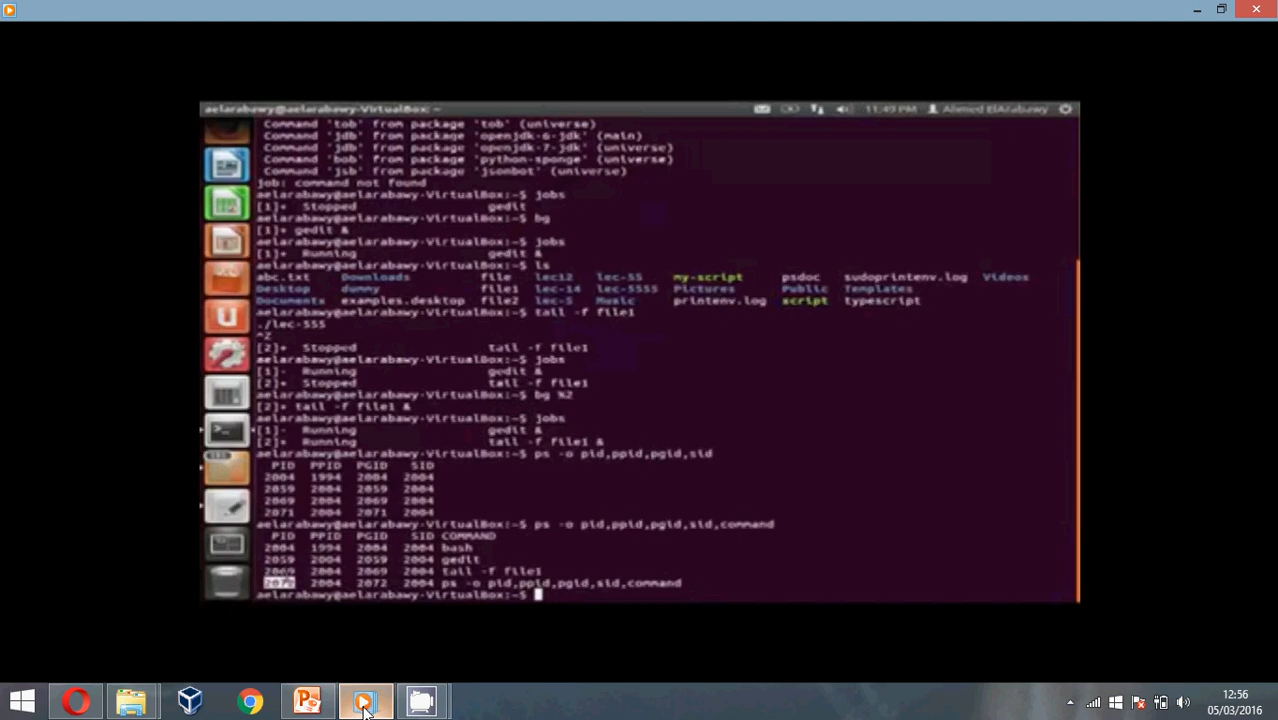 aelarabawy@aelarabawy-VirtualBox: ~
11:49 PM Ahmed ElArabawy
Command 'tob' from package 'tob' (universe)
Command 'jdb' from package 'openjdk-6-jdk' (main)
Command 'jdb' from package 'openjdk-7-jdk' (universe)
Command 'bob' from package 'python-sponge' (universe)
Command 'jsb' from package 'jsonbot' (universe)
job: command not found
aelarabawy@aelarabawy-VirtualBox:~$ jobs
[1]+ Stopped gedit
aelarabawy@aelarabawy-VirtualBox:~$ bg
[1]+ gedit &
aelarabawy@aelarabawy-VirtualBox:~$ jobs
[1]+ Running gedit &
aelarabawy@aelarabawy-VirtualBox:~$ ls
abc.txt Downloads file lec12 lec-55 my-script psdoc sudoprintenv.log Videos
Desktop dummy file1 lec-14 lec-5555 Pictures Public Templates
Documents examples.desktop file2 lec-5 Music printenv.log script typescript
aelarabawy@aelarabawy-VirtualBox:~$ tail -f file1
./lec-555
^Z
[2]+ Stopped tail -f file1
aelarabawy@aelarabawy-VirtualBox:~$ jobs
[1]- Running gedit &
[2]+ Stopped tail -f file1
aelarabawy@aelarabawy-VirtualBox:~$ bg %2
[2]+ tail -f file1 &
aelarabawy@aelarabawy-VirtualBox:~$ jobs
[1]- Running gedit &
[2]+ Running tail -f file1 &
aelarabawy@aelarabawy-VirtualBox:~$ ps -o pid,ppid,pgid,sid
PID PPID PGID SID
2004 1994 2004 2004
2059 2004 2059 2004
2069 2004 2069 2004
2071 2004 2071 2004
aelarabawy@aelarabawy-VirtualBox:~$ ps -o pid,ppid,pgid,sid,command
PID PPID PGID SID COMMAND
2004 1994 2004 2004 bash
2059 2004 2059 2004 gedit
2069 2004 2069 2004 tail -f file1
2072 2004 2072 2004 ps -o pid,ppid,pgid,sid,command
aelarabawy@aelarabawy-VirtualBox:~$
12:56
05/03/2016